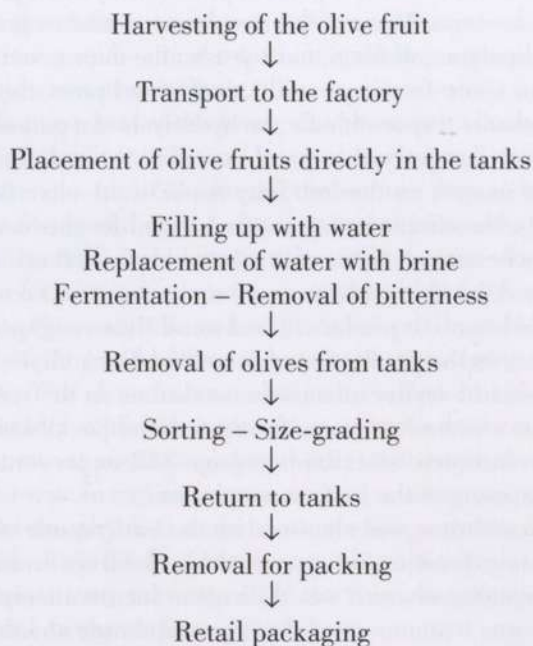 Harvesting of the olive fruit
↓
Transport to the factory
↓
Placement of olive fruits directly in the tanks
↓
Filling up with water
Replacement of water with brine
Fermentation – Removal of bitterness
↓
Removal of olives from tanks
↓
Sorting – Size-grading
↓
Return to tanks
↓
Removal for packing
↓
Retail packaging